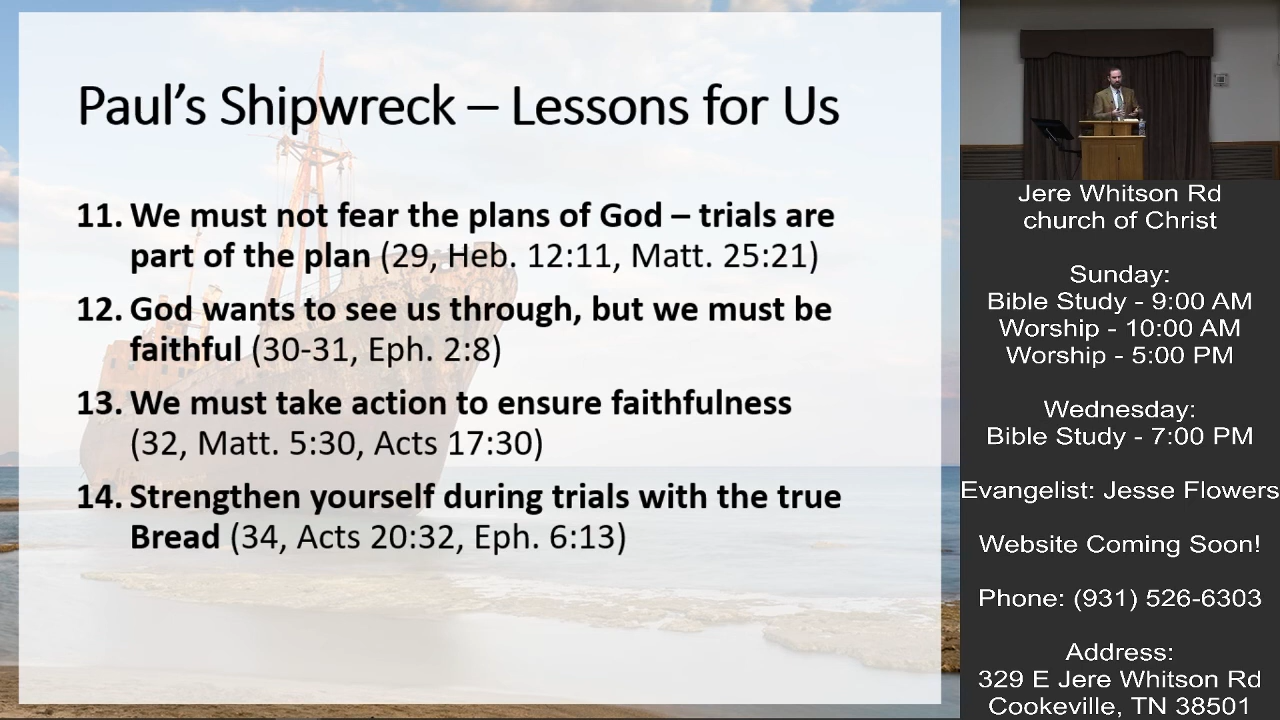 Paul's Shipwreck – Lessons for Us
11. We must not fear the plans of God – trials are
part of the plan (29, Heb. 12:11, Matt. 25:21)
12. God wants to see us through, but we must be
faithful (30-31, Eph. 2:8)
13. We must take action to ensure faithfulness
(32, Matt. 5:30, Acts 17:30)
14. Strengthen yourself during trials with the true
Bread (34, Acts 20:32, Eph. 6:13)
Jere Whitson Rd
church of Christ
Sunday:
Bible Study - 9:00 AM
Worship - 10:00 AM
Worship - 5:00 PM
Wednesday:
Bible Study - 7:00 PM
Evangelist: Jesse Flowers
Website Coming Soon!
Phone: (931) 526-6303
Address:
329 E Jere Whitson Rd
Cookeville, TN 38501